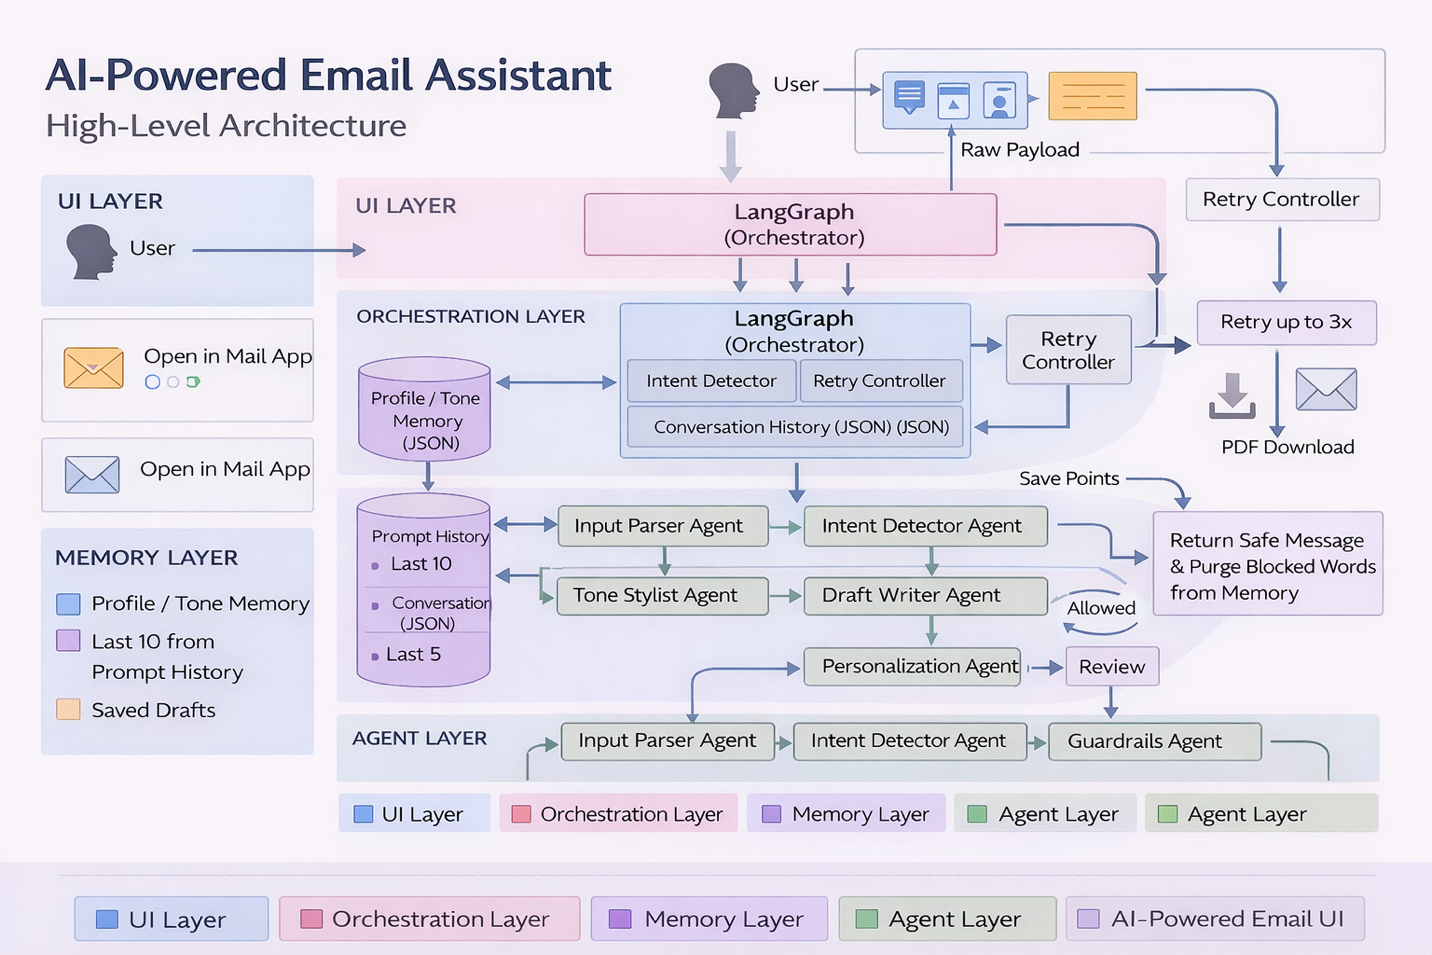 AI-Powered Email Assistant
High-Level Architecture
User
Raw Payload
UI LAYER
User
Open in Mail App
Open in Mail App
MEMORY LAYER
Profile / Tone Memory
Last 10 from
Prompt History
Saved Drafts
UI LAYER
LangGraph
(Orchestrator)
Retry Controller
ORCHESTRATION LAYER
LangGraph
(Orchestrator)
Intent Detector
Retry Controller
Conversation History (JSON) (JSON)
Retry
Controller
Retry up to 3x
PDF Download
Profile / Tone
Memory
(JSON)
Save Points
Prompt History
Last 10
Conversation
(JSON)
Last 5
Input Parser Agent
Intent Detector Agent
Tone Stylist Agent
Draft Writer Agent
Allowed
Personalization Agent
Review
Return Safe Message
& Purge Blocked Words
from Memory
AGENT LAYER
Input Parser Agent
Intent Detector Agent
Guardrails Agent
UI Layer
Orchestration Layer
Memory Layer
Agent Layer
Agent Layer
UI Layer
Orchestration Layer
Memory Layer
Agent Layer
AI-Powered Email UI